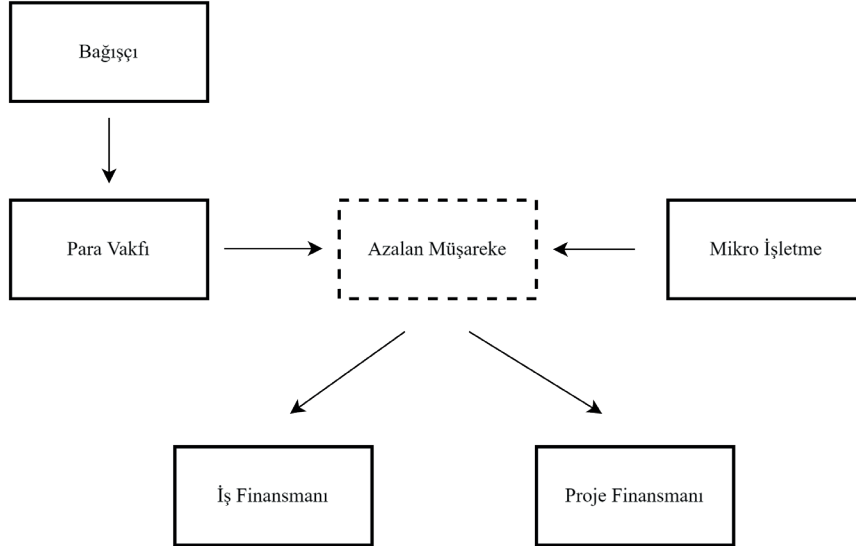 Bağışçı
Para Vakfı
Azalan Müşareke
Mikro İşletme
İş Finansmanı
Proje Finansmanı